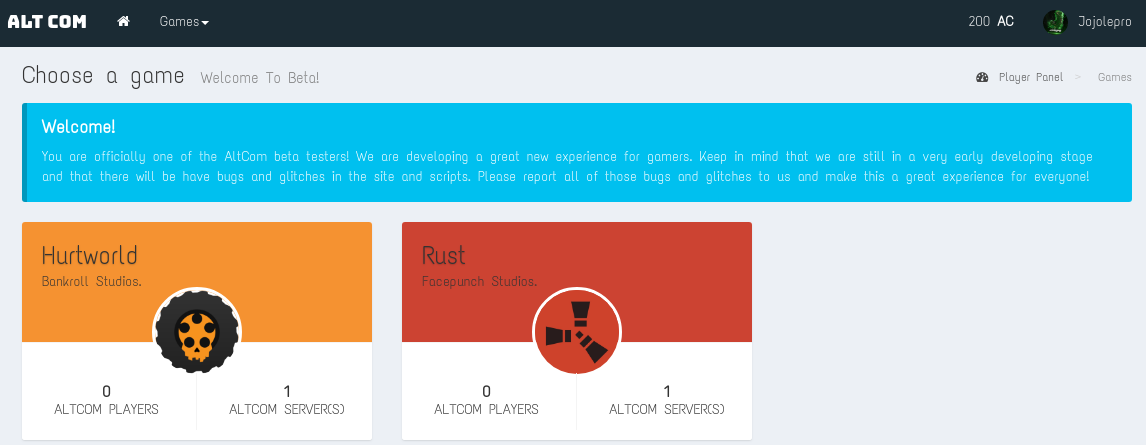 ALT COM
Games
200 AC
Jojolepro
Choose a game Welcome To Beta!
Player Panel > Games
Welcome!
You are officially one of the AltCom beta testers! We are developing a great new experience for gamers. Keep in mind that we are still in a very early developing stage
and that there will be have bugs and glitches in the site and scripts. Please report all of those bugs and glitches to us and make this a great experience for everyone!
Hurtworld
Bankroll Studios.
0
ALTCOM PLAYERS
1
ALTCOM SERVER(S)
Rust
Facepunch Studios.
0
ALTCOM PLAYERS
1
ALTCOM SERVER(S)